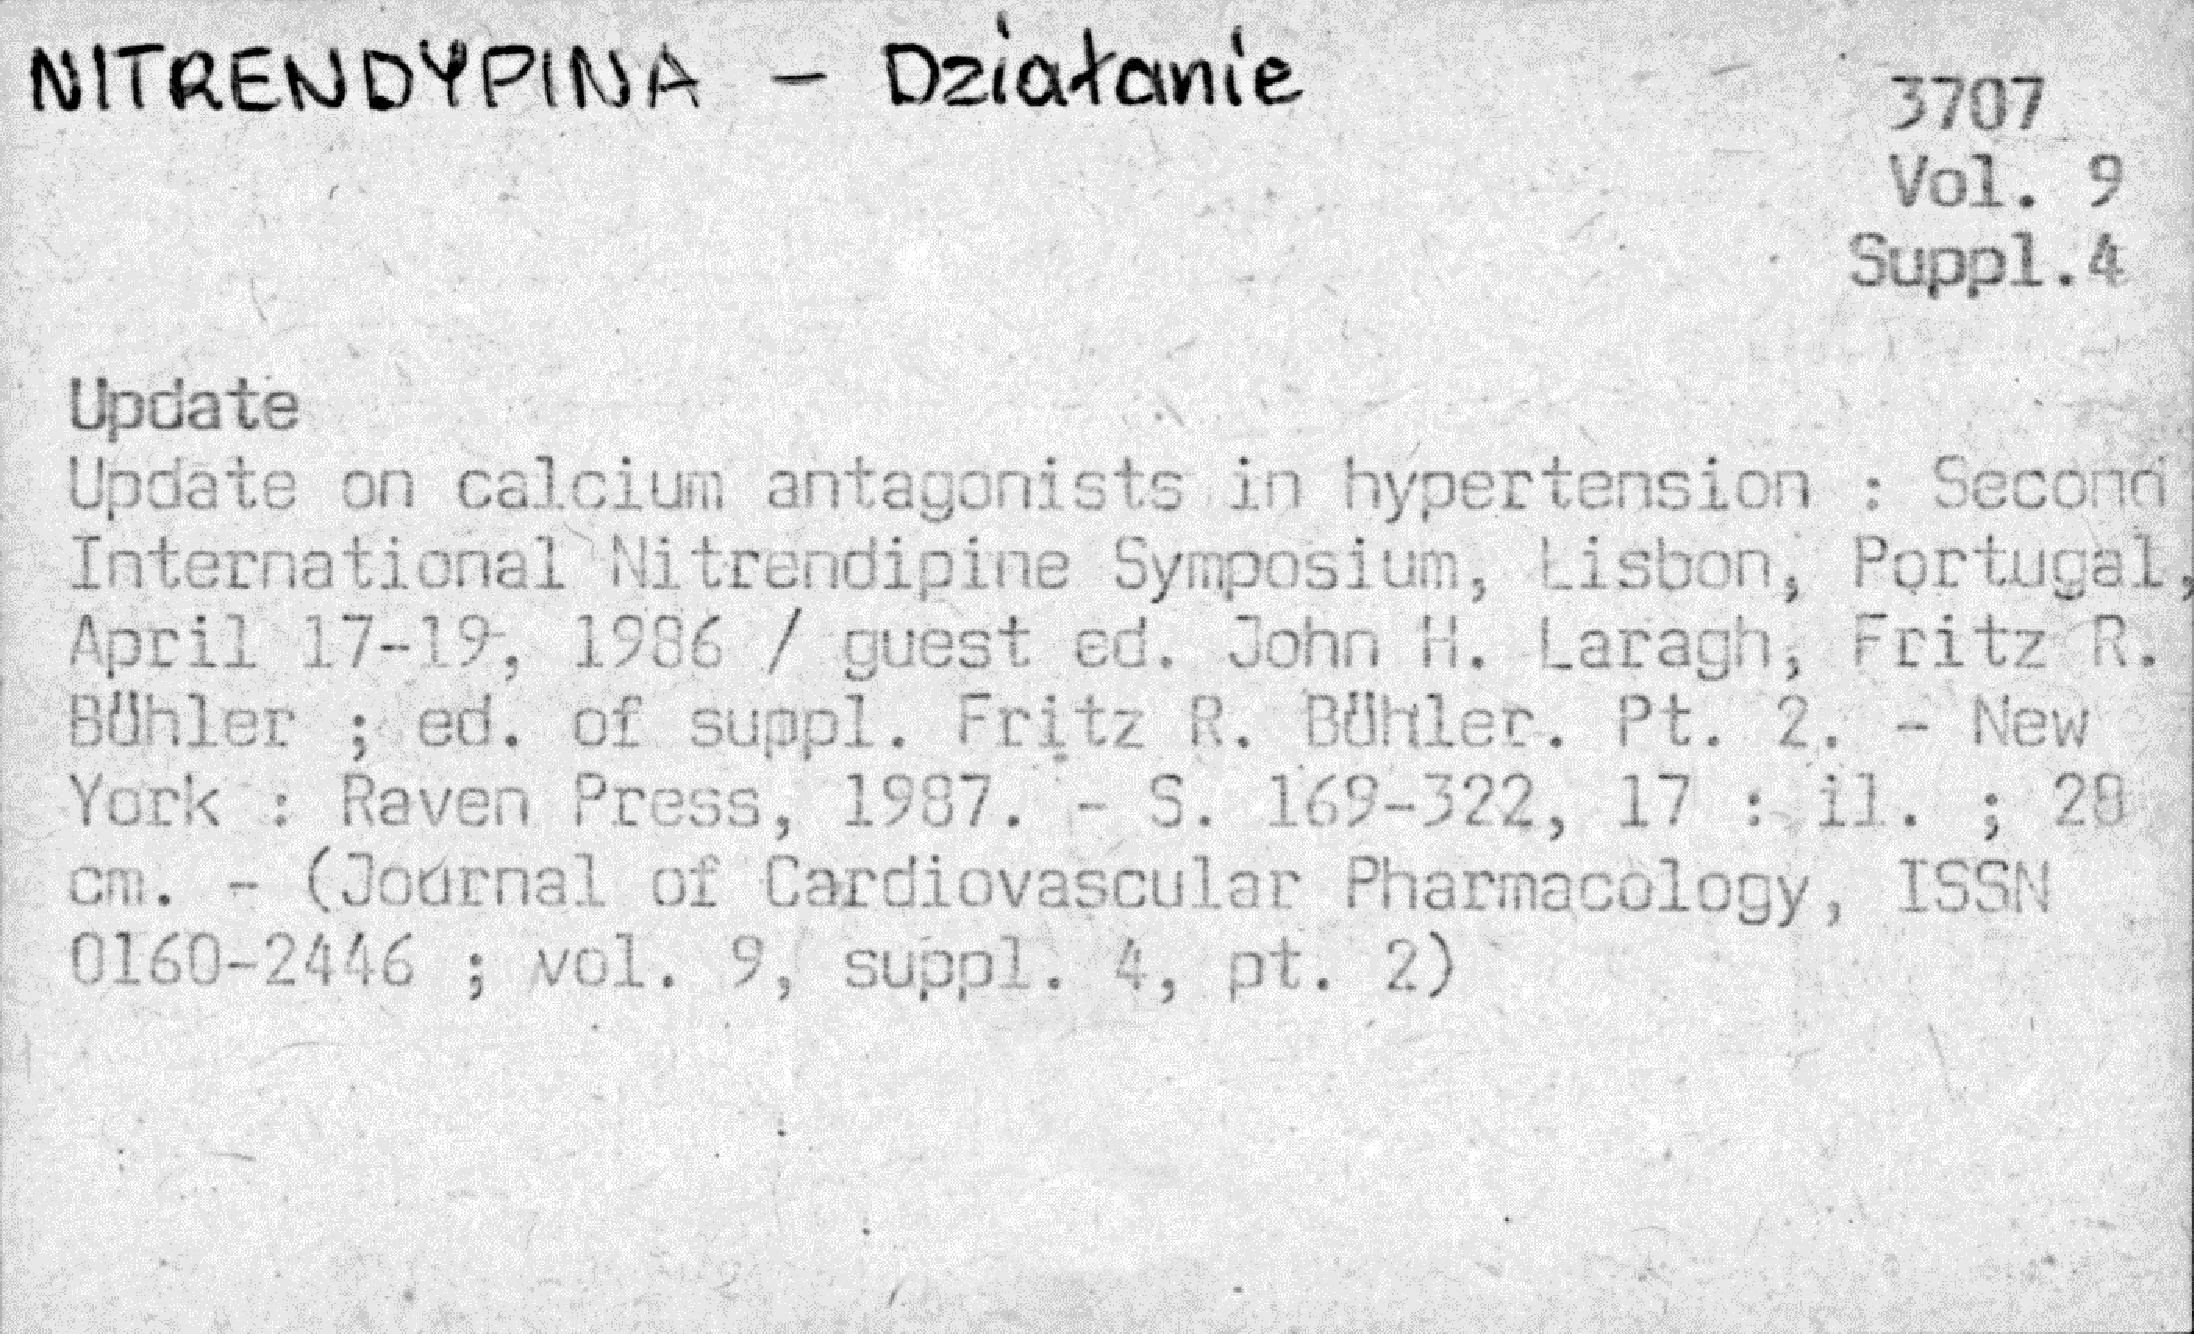 NITRENDYPINA - Działanie
3707
Vol. 9
Suppl.4
Update
Update on calcium antagonists in hypertension : Second
International Nitrendipine Symposium, Lisbon, Portugal,
April 17-19, 1986 / guest ed. John H. Laragh, Fritz R.
Bühler ; ed. of suppl. Fritz R. Bühler. Pt. 2. - New
York : Raven Press, 1987. - S. 169-322, 17 : il. ; 28
cm. - (Journal of Cardiovascular Pharmacology, ISSN
0160-2446 ; vol. 9, suppl. 4, pt. 2)